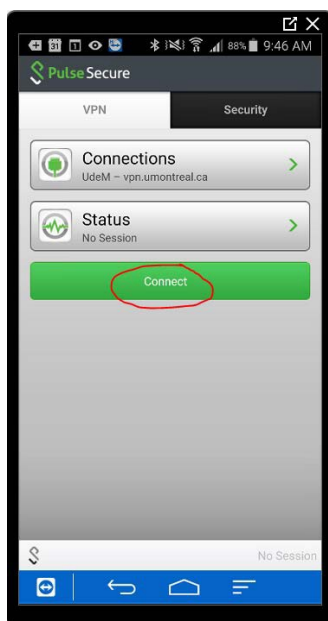 88% 9:46 AM
Pulse Secure
VPN
Security
Connections
UdeM – vpn.umontreal.ca
Status
No Session
Connect
No Session